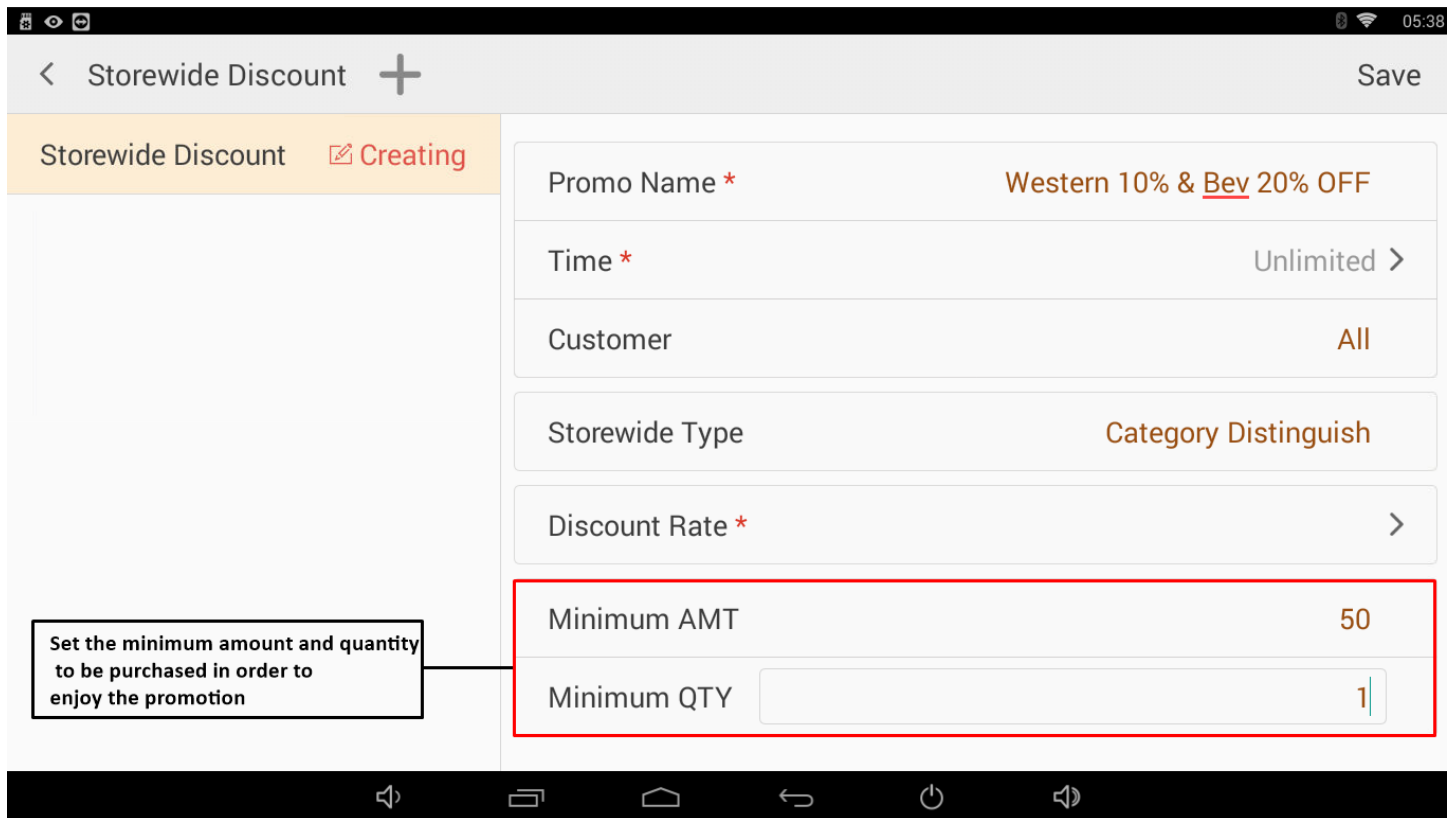 05:38
Storewide Discount
Save
Storewide Discount Creating
Promo Name * Western 10% & Bev 20% OFF
Time * Unlimited
Customer All
Storewide Type Category Distinguish
Discount Rate *
Minimum AMT 50
Minimum QTY 1
Set the minimum amount and quantity
to be purchased in order to
enjoy the promotion